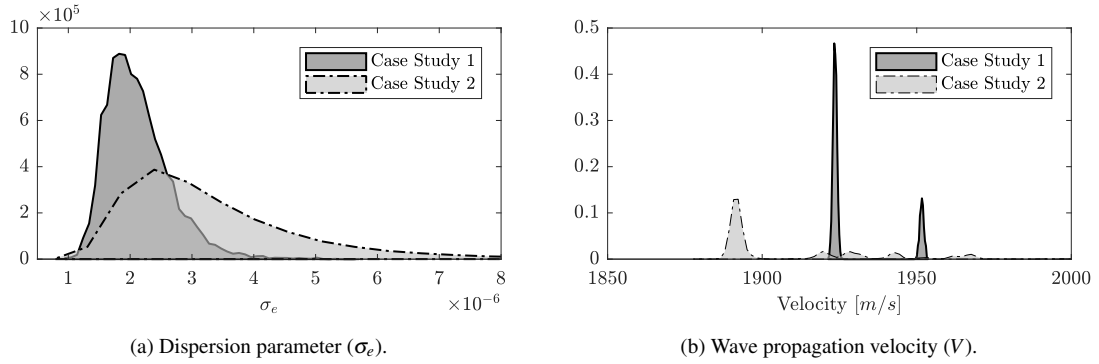 ×10^5
10
8
6
4
2
0
Case Study 1
Case Study 2
1 2 3 4 5 6 7 8
σ_e
×10^-6
(a) Dispersion parameter (σ_e).
0.5
0.4
0.3
0.2
0.1
0
Case Study 1
Case Study 2
1850 1900 1950 2000
Velocity [m/s]
(b) Wave propagation velocity (V).